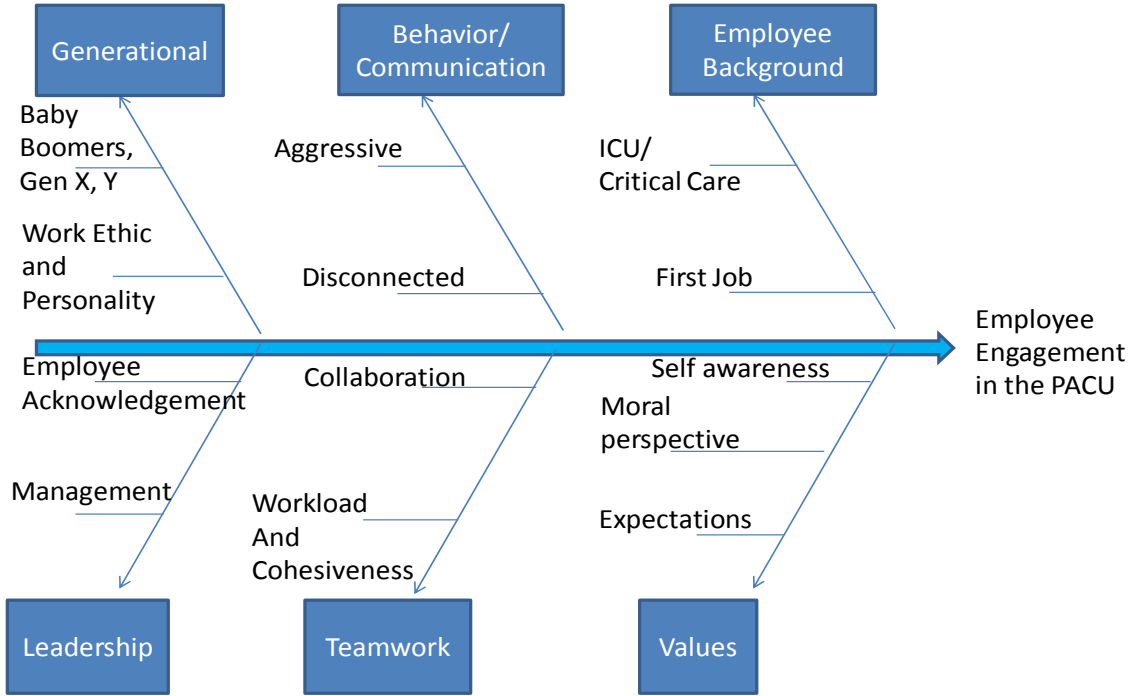 Generational
Behavior/
Communication
Employee
Background
Baby
Boomers,
Gen X, Y
Aggressive
ICU/
Critical Care
Work Ethic
and
Personality
Disconnected
First Job
Employee
Engagement
in the PACU
Employee
Acknowledgement
Collaboration
Self awareness
Moral
perspective
Management
Workload
And
Cohesiveness
Expectations
Leadership
Teamwork
Values